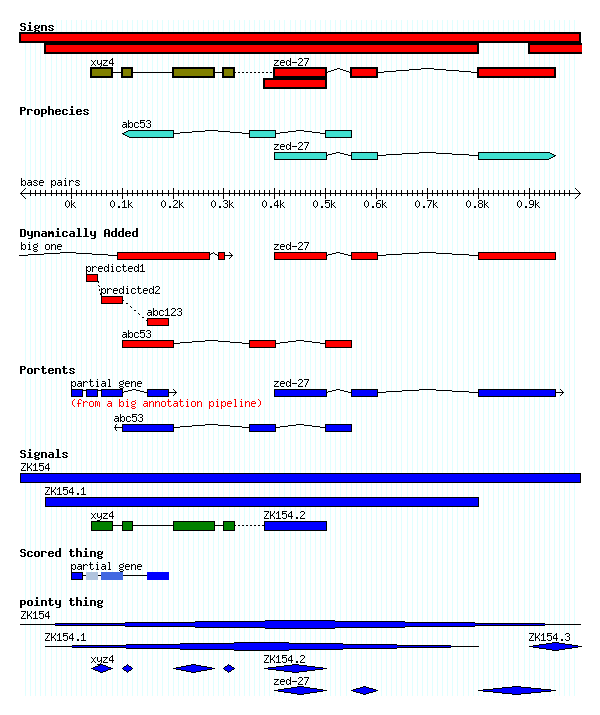 Signs
xyz4 zed-27
Prophecies
abc53
zed-27
base pairs
0k 0.1k 0.2k 0.3k 0.4k 0.5k 0.6k 0.7k 0.8k 0.9k
Dynamically Added
big one zed-27
predicted1
predicted2
abc123
abc53
Portents
partial gene zed-27
(from a big annotation pipeline)
abc53
Signals
ZK154
ZK154.1
xyz4 ZK154.2
Scored thing
partial gene
pointy thing
ZK154
ZK154.1 ZK154.3
xyz4 ZK154.2
zed-27